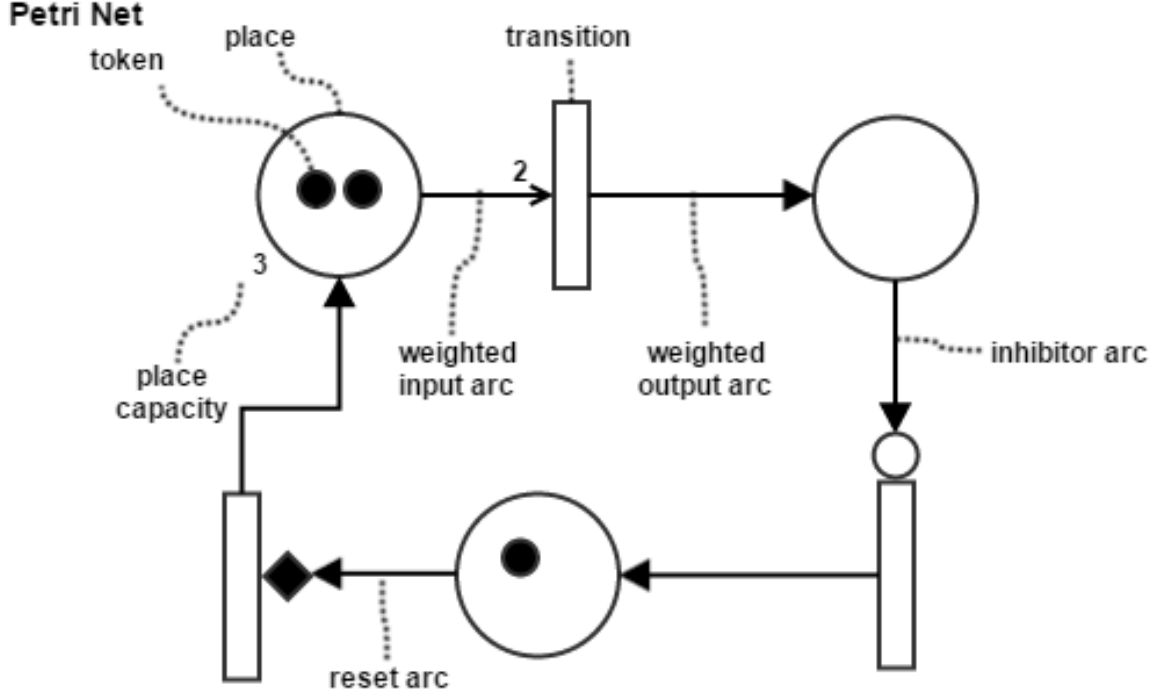 Petri Net
place
transition
token
2
3
weighted
input arc
weighted
output arc
inhibitor arc
place
capacity
reset arc